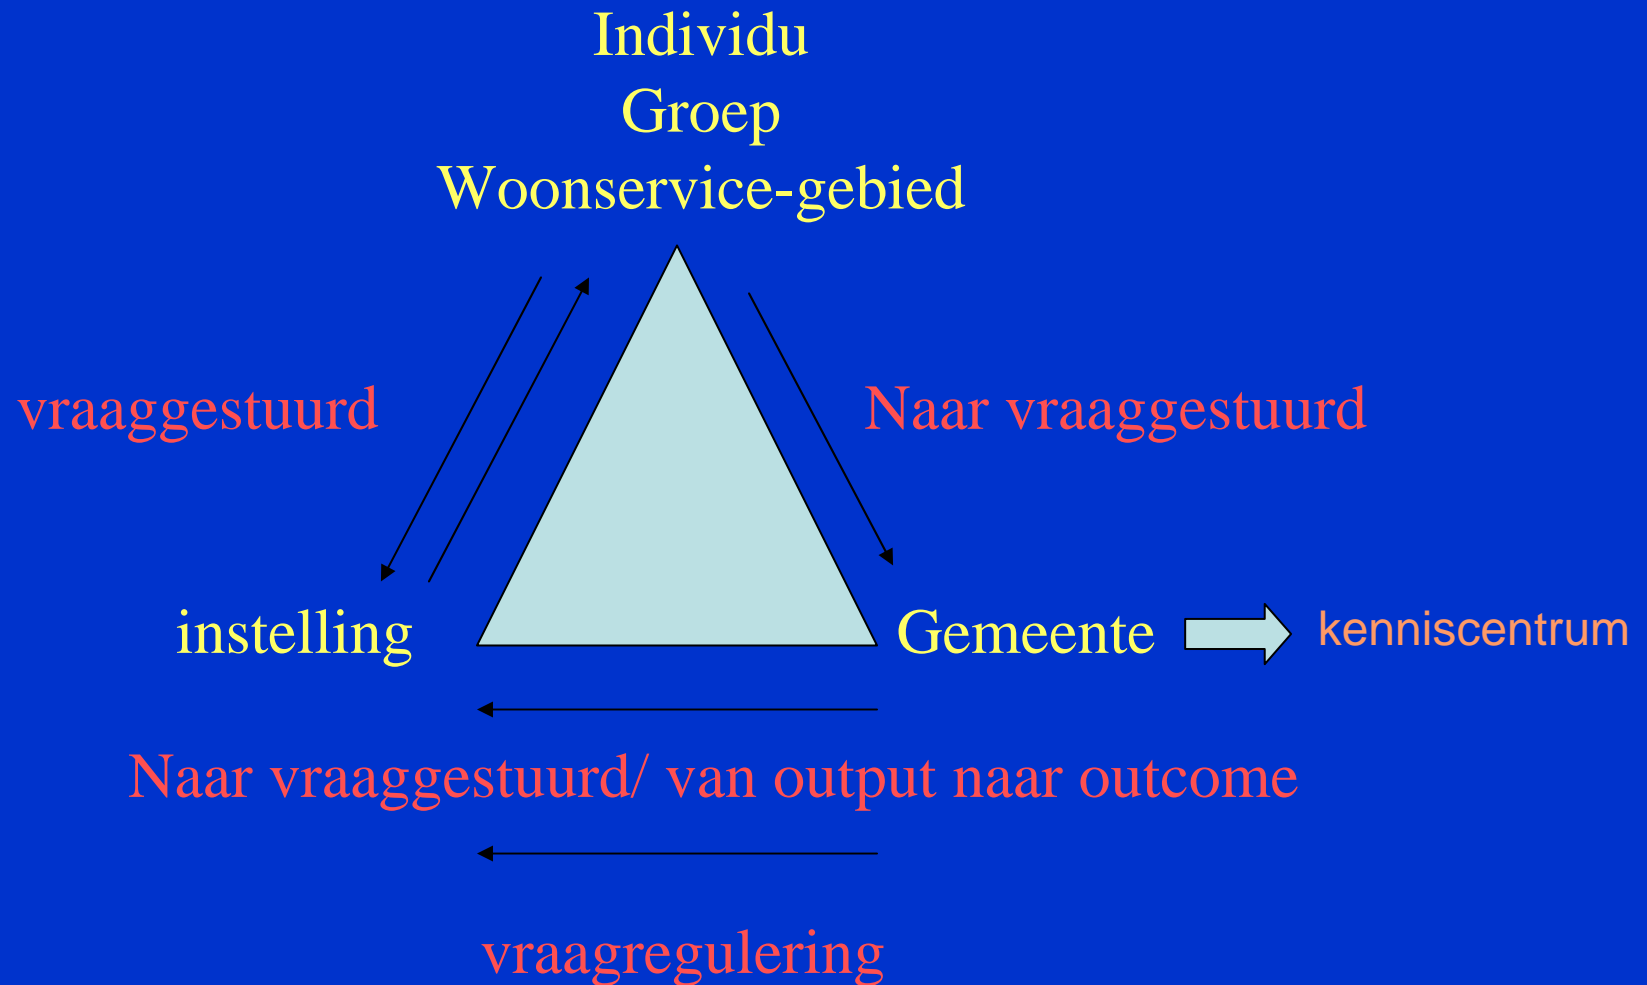 Individu
Groep
Woonservice-gebied
vraaggestuurd
Naar vraaggestuurd
instelling
Gemeente
kenniscentrum
Naar vraaggestuurd/ van output naar outcome
vraagregulering